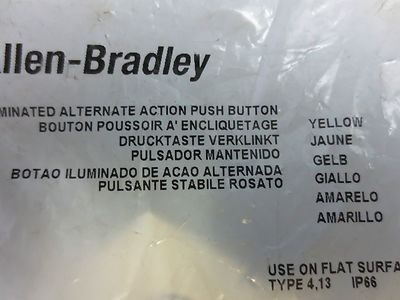 Allen-Bradley
MINATED ALTERNATE ACTION PUSH BUTTON
BOUTON POUSSOIR A' ENCLIQUETAGE
DRUCKTASTE VERKLINKT
PULSADOR MANTENIDO
BOTAO ILUMINADO DE ACAO ALTERNADA
PULSANTE STABILE ROSATO
YELLOW
JAUNE
GELB
GIALLO
AMARELO
AMARILLO
USE ON FLAT SURFA
TYPE 4,13 IP66